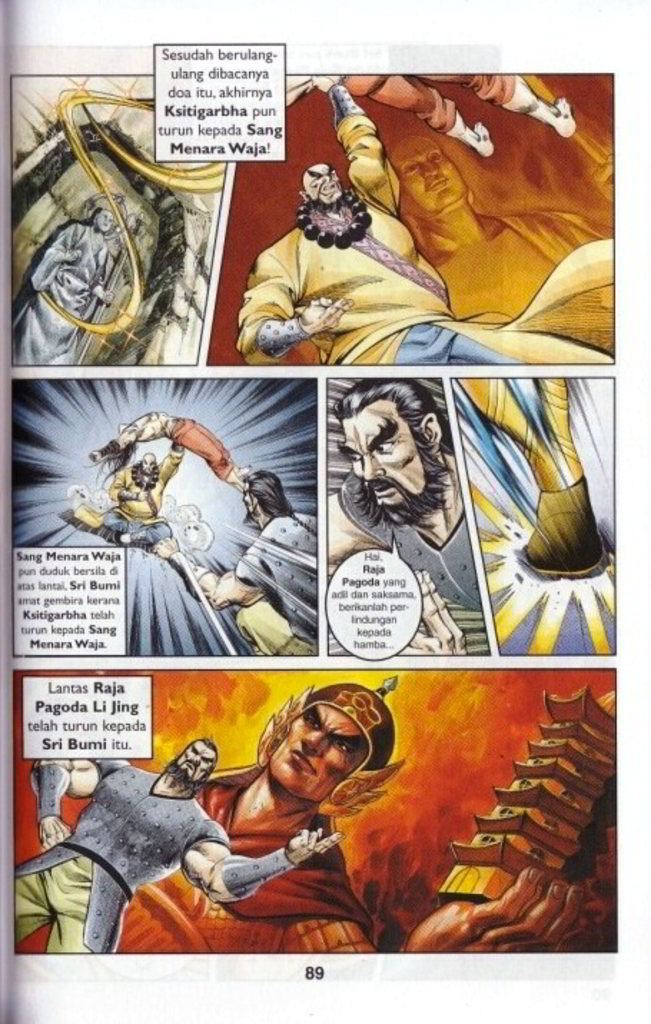 Sesudah berulang-
ulang dibacanya
doa itu, akhirnya
Ksitigarbha pun
turun kepada Sang
Menara Waja!
Sang Menara Waja
pun duduk bersila di
atas lantai, Sri Bumi
amat gembira kerana
Ksitigarbha telah
turun kepada Sang
Menara Waja.
Hai,
Raja
Pagoda yang
adil dan saksama,
berikanlah per-
lindungan
kepada
hamba...
Lantas Raja
Pagoda Li Jing
telah turun kepada
Sri Bumi itu.
89